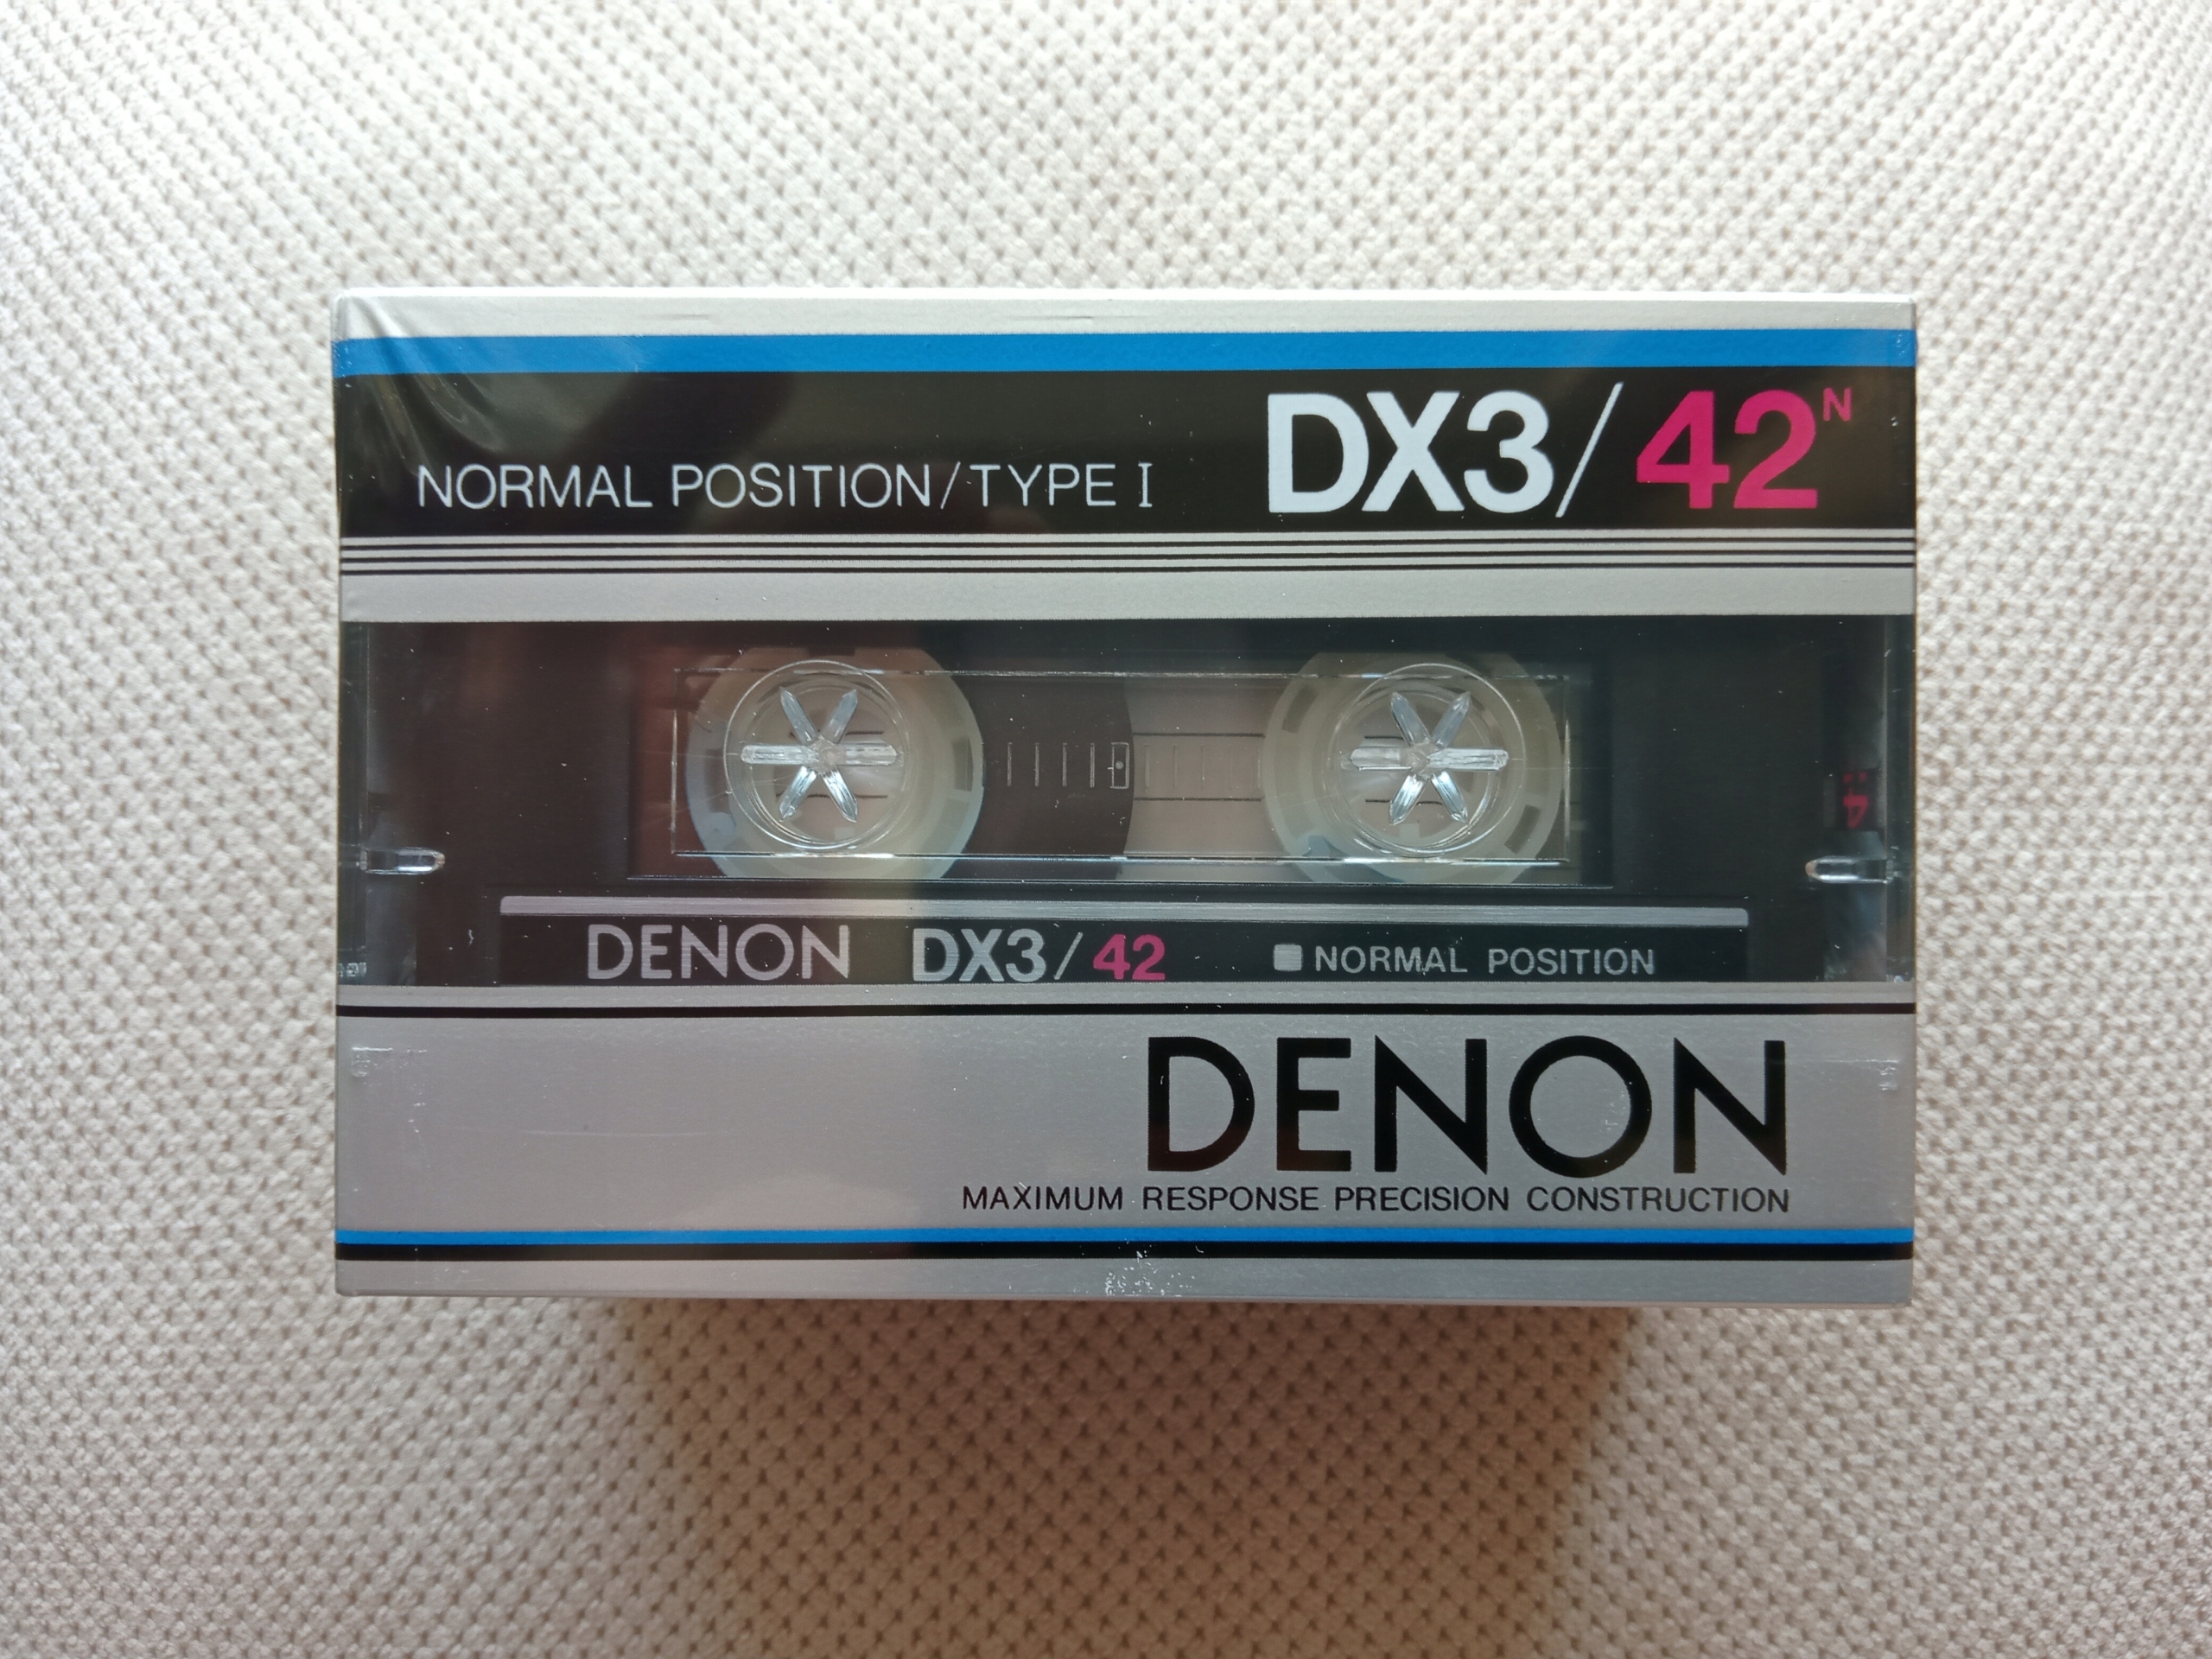 DX3/42N
NORMAL POSITION/TYPE I
DENON DX3/42 NORMAL POSITION
DENON
MAXIMUM RESPONSE PRECISION CONSTRUCTION